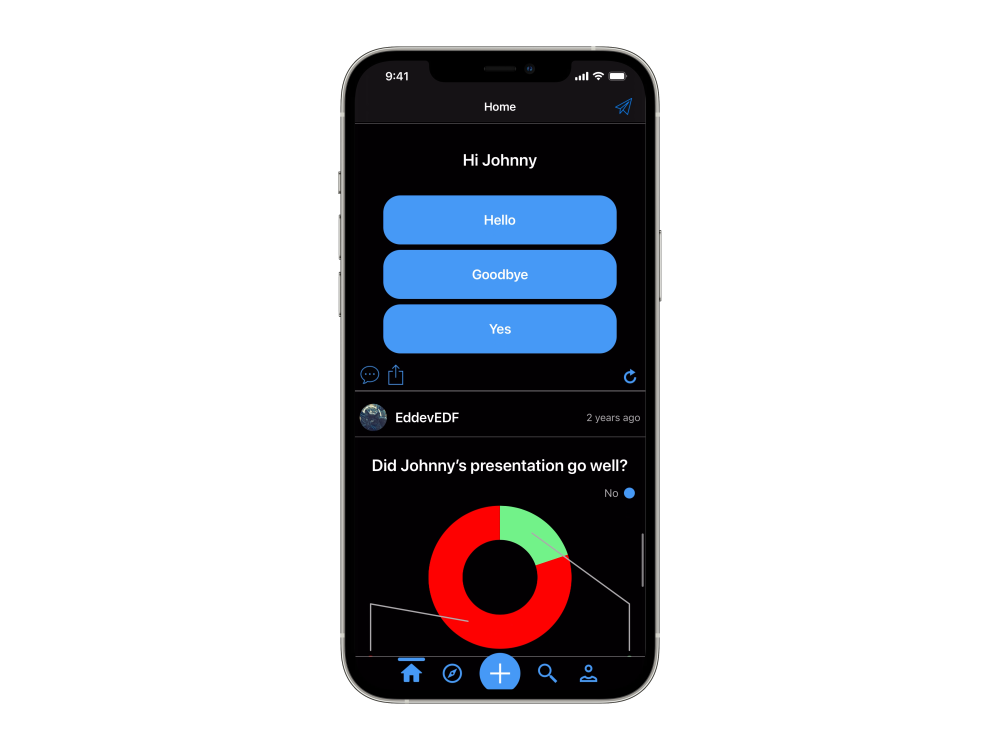 9:41
Home
Hi Johnny
Hello
Goodbye
Yes
EddevEDF
2 years ago
Did Johnny’s presentation go well?
No